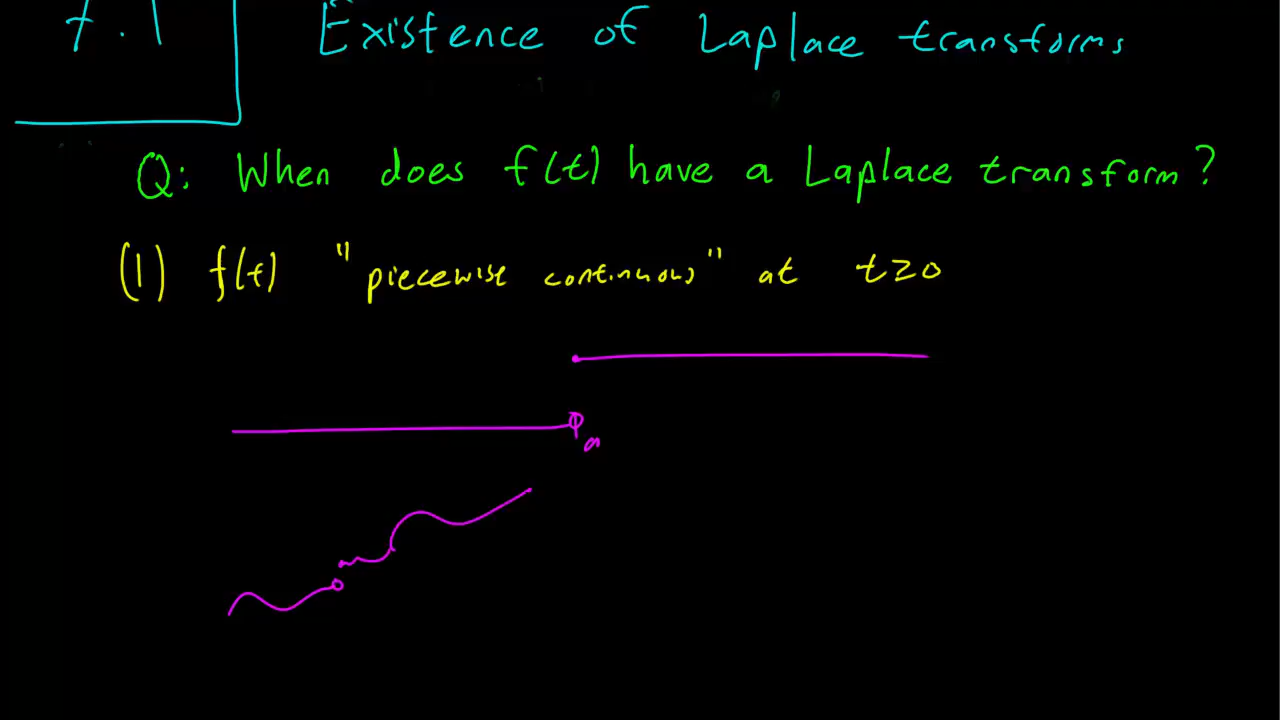 7.1 Existence of Laplace transforms
Q: When does f(t) have a Laplace transform?
(1) f(t) "piecewise continuous" at t≥0
a